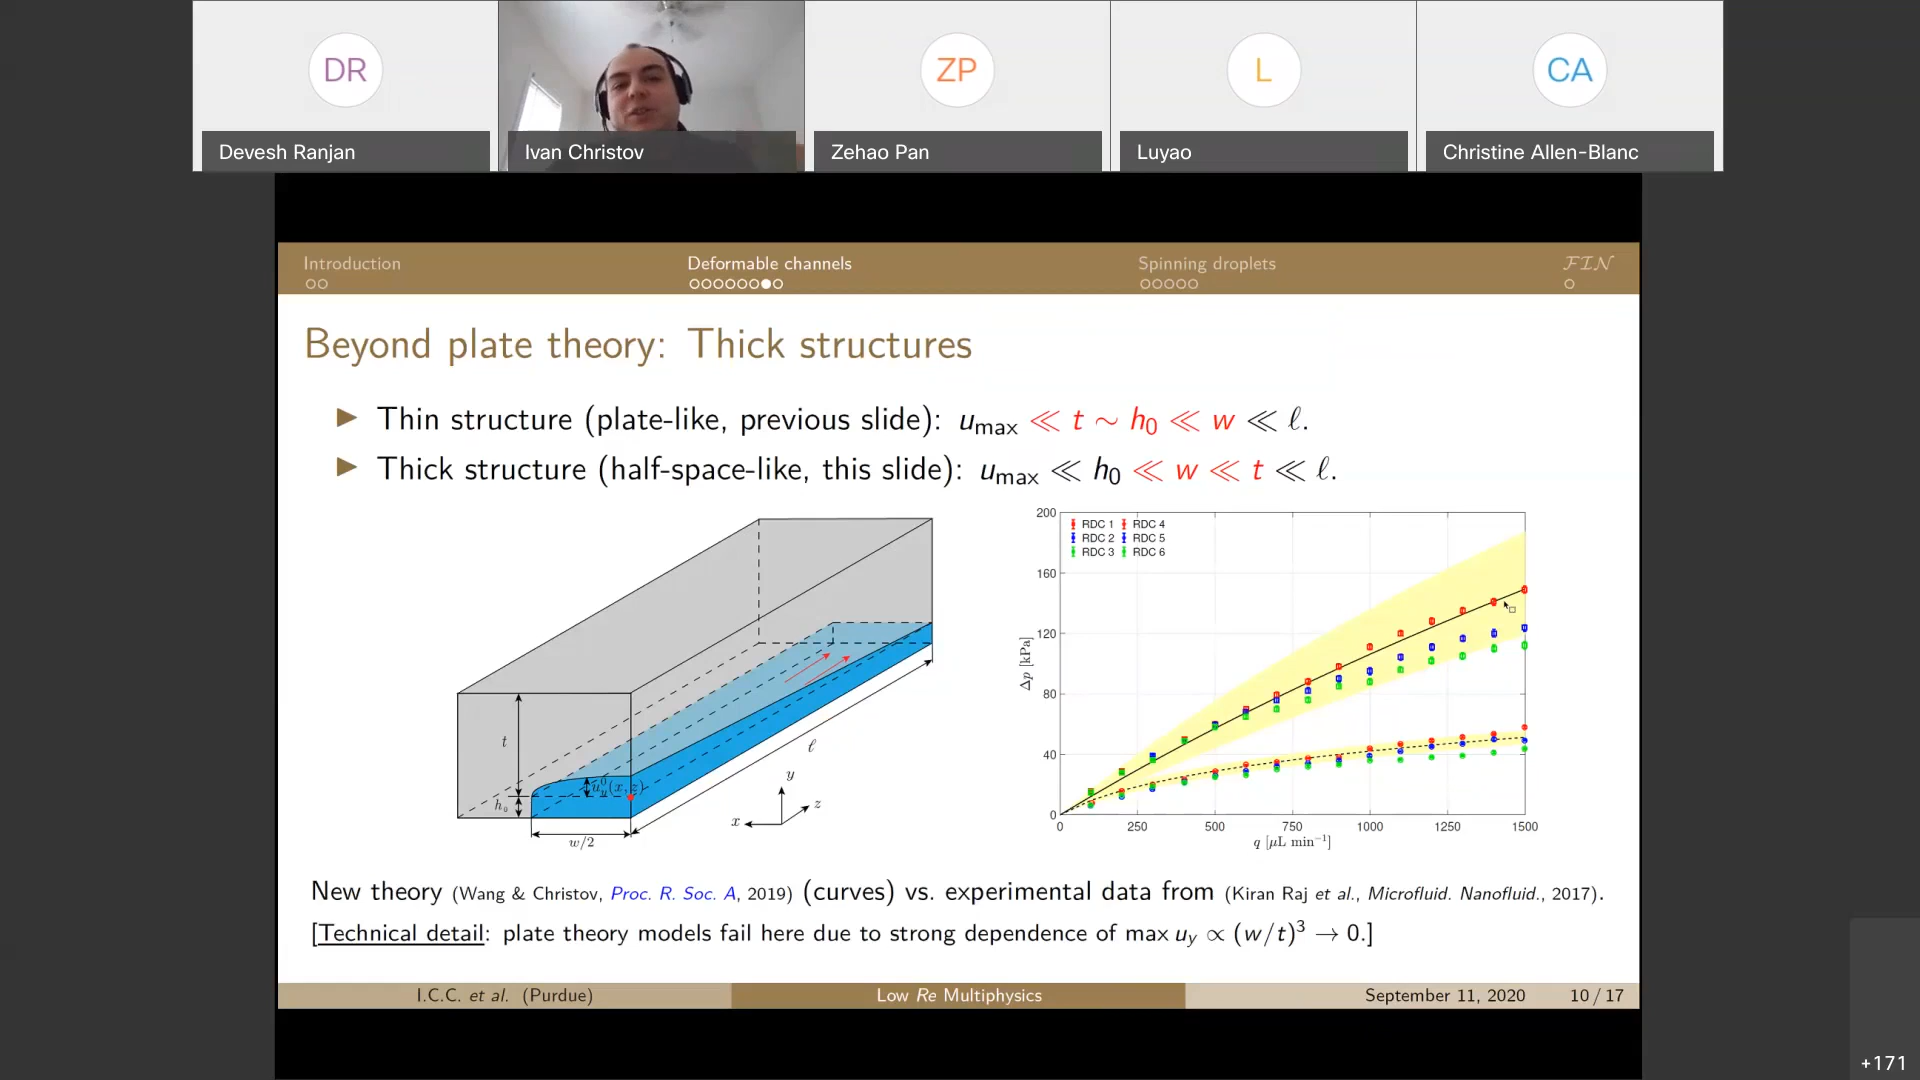 DR
ZP
L
CA
Devesh Ranjan
Ivan Christov
Zehao Pan
Luyao
Christine Allen-Blanc
Introduction
Deformable channels
Spinning droplets
FIN
Beyond plate theory: Thick structures
Thin structure (plate-like, previous slide): u_max ≪ t ∼ h₀ ≪ w ≪ ℓ.
Thick structure (half-space-like, this slide): u_max ≪ h₀ ≪ w ≪ t ≪ ℓ.
t
h₀
u_y^0(x,z)
w/2
ℓ
y
z
x
RDC 1 RDC 4
RDC 2 RDC 5
RDC 3 RDC 6
200
160
120
80
40
0
Δp [kPa]
0 250 500 750 1000 1250 1500
q [μL min⁻¹]
New theory (Wang & Christov, Proc. R. Soc. A, 2019) (curves) vs. experimental data from (Kiran Raj et al., Microfluid. Nanofluid., 2017).
[Technical detail: plate theory models fail here due to strong dependence of max u_y ∝ (w/t)³ → 0.]
I.C.C. et al. (Purdue)
Low Re Multiphysics
September 11, 2020 10 / 17
+171